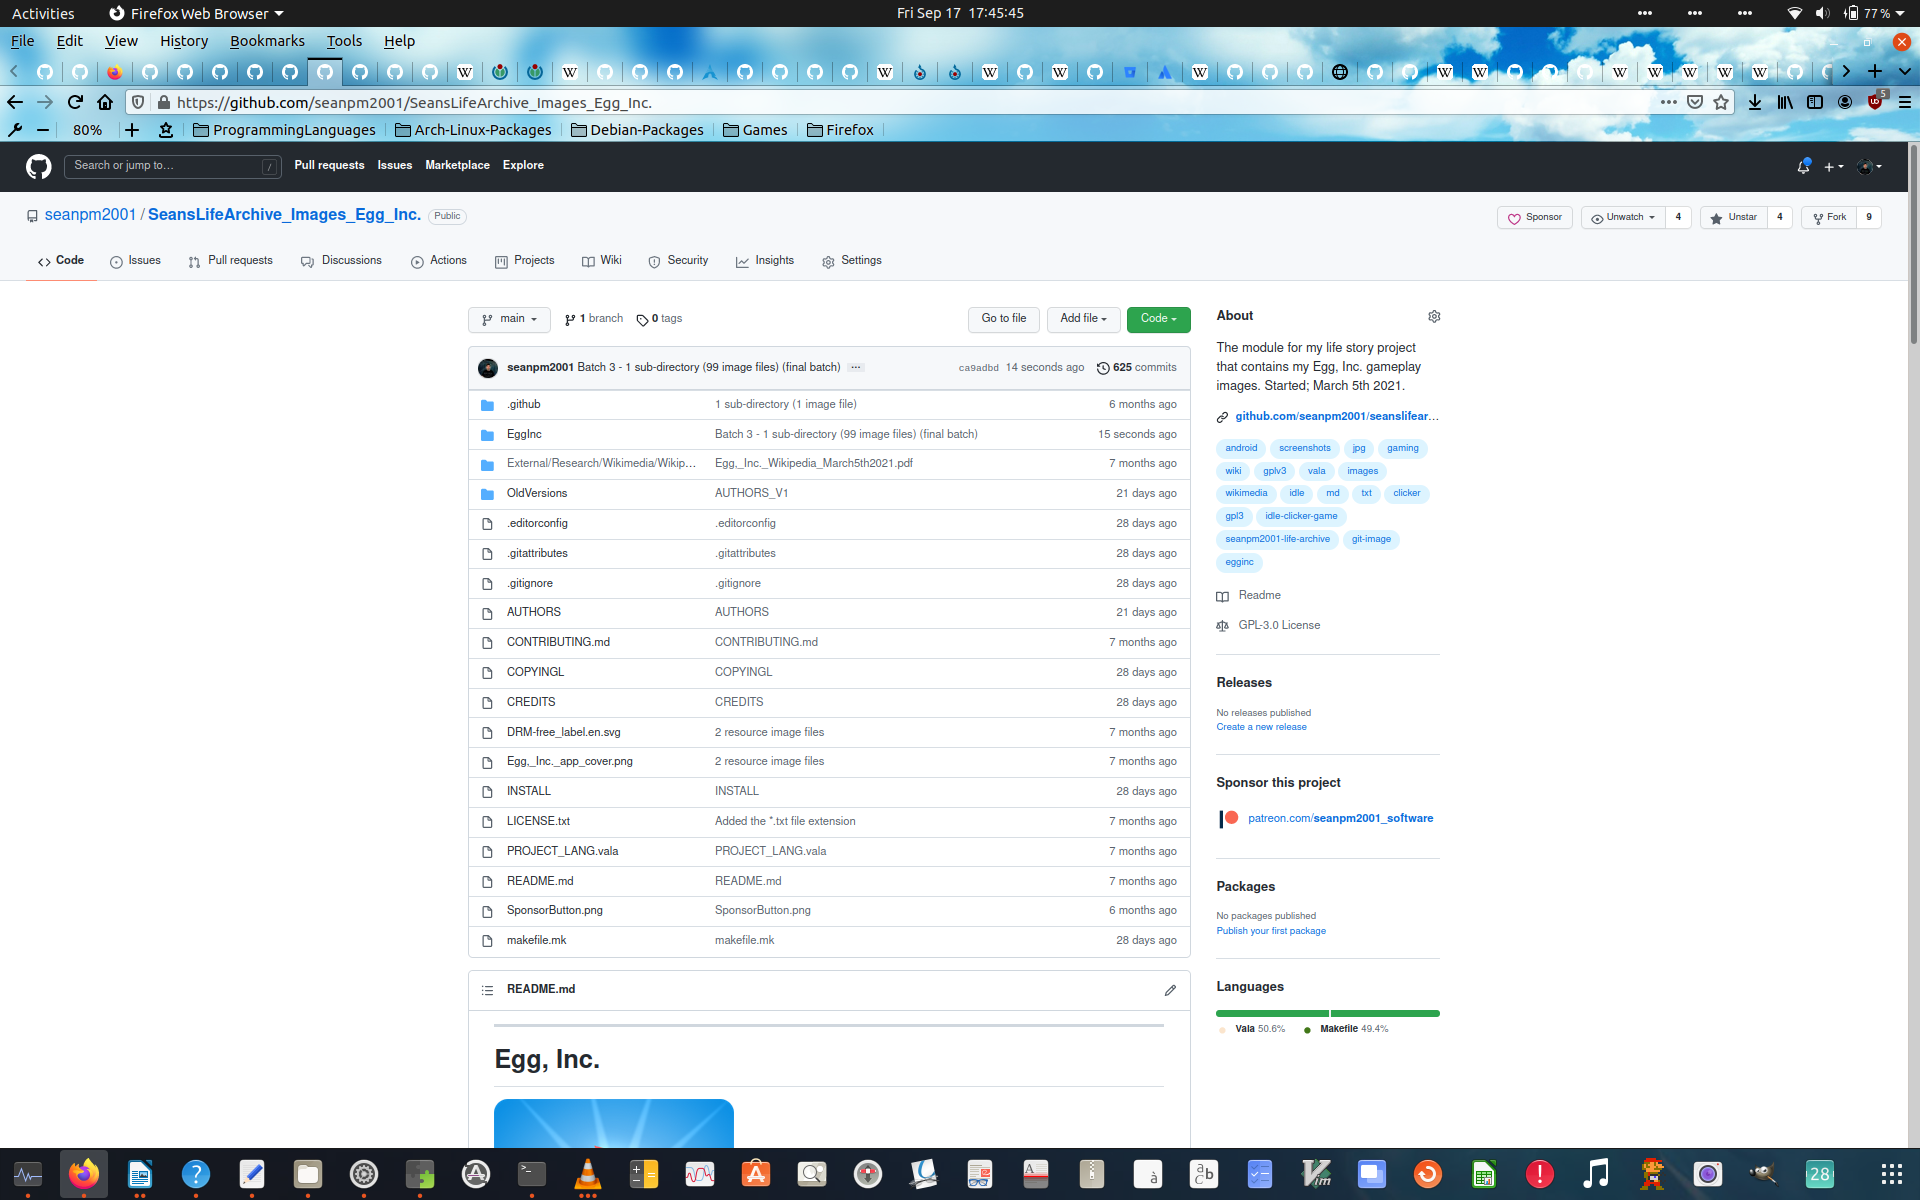 Activities Firefox Web Browser Fri Sep 17 17:45:45 77 %
File Edit View History Bookmarks Tools Help
https://github.com/seanpm2001/SeansLifeArchive_Images_Egg_Inc. 5
80% ProgrammingLanguages Arch-Linux-Packages Debian-Packages Games Firefox
Search or jump to… / Pull requests Issues Marketplace Explore
seanpm2001 / SeansLifeArchive_Images_Egg_Inc. Public Sponsor Unwatch 4 Unstar 4 Fork 9
Code Issues Pull requests Discussions Actions Projects Wiki Security Insights Settings
main 1 branch 0 tags Go to file Add file Code
seanpm2001 Batch 3 - 1 sub-directory (99 image files) (final batch) ... ca9adbd 14 seconds ago 625 commits
.github 1 sub-directory (1 image file) 6 months ago
EggInc Batch 3 - 1 sub-directory (99 image files) (final batch) 15 seconds ago
External/Research/Wikimedia/Wikip… Egg,_Inc._Wikipedia_March5th2021.pdf 7 months ago
OldVersions AUTHORS_V1 21 days ago
.editorconfig .editorconfig 28 days ago
.gitattributes .gitattributes 28 days ago
.gitignore .gitignore 28 days ago
AUTHORS AUTHORS 21 days ago
CONTRIBUTING.md CONTRIBUTING.md 7 months ago
COPYINGL COPYINGL 28 days ago
CREDITS CREDITS 28 days ago
DRM-free_label.en.svg 2 resource image files 7 months ago
Egg,_Inc._app_cover.png 2 resource image files 7 months ago
INSTALL INSTALL 28 days ago
LICENSE.txt Added the *.txt file extension 7 months ago
PROJECT_LANG.vala PROJECT_LANG.vala 7 months ago
README.md README.md 7 months ago
SponsorButton.png SponsorButton.png 6 months ago
makefile.mk makefile.mk 28 days ago
README.md
Egg, Inc.
About
The module for my life story project
that contains my Egg, Inc. gameplay
images. Started; March 5th 2021.
github.com/seanpm2001/seanslifear…
android screenshots jpg gaming
wiki gplv3 vala images
wikimedia idle md txt clicker
gpl3 idle-clicker-game
seanpm2001-life-archive git-image
egginc
Readme
GPL-3.0 License
Releases
No releases published
Create a new release
Sponsor this project
patreon.com/seanpm2001_software
Packages
No packages published
Publish your first package
Languages
Vala 50.6% Makefile 49.4%
28